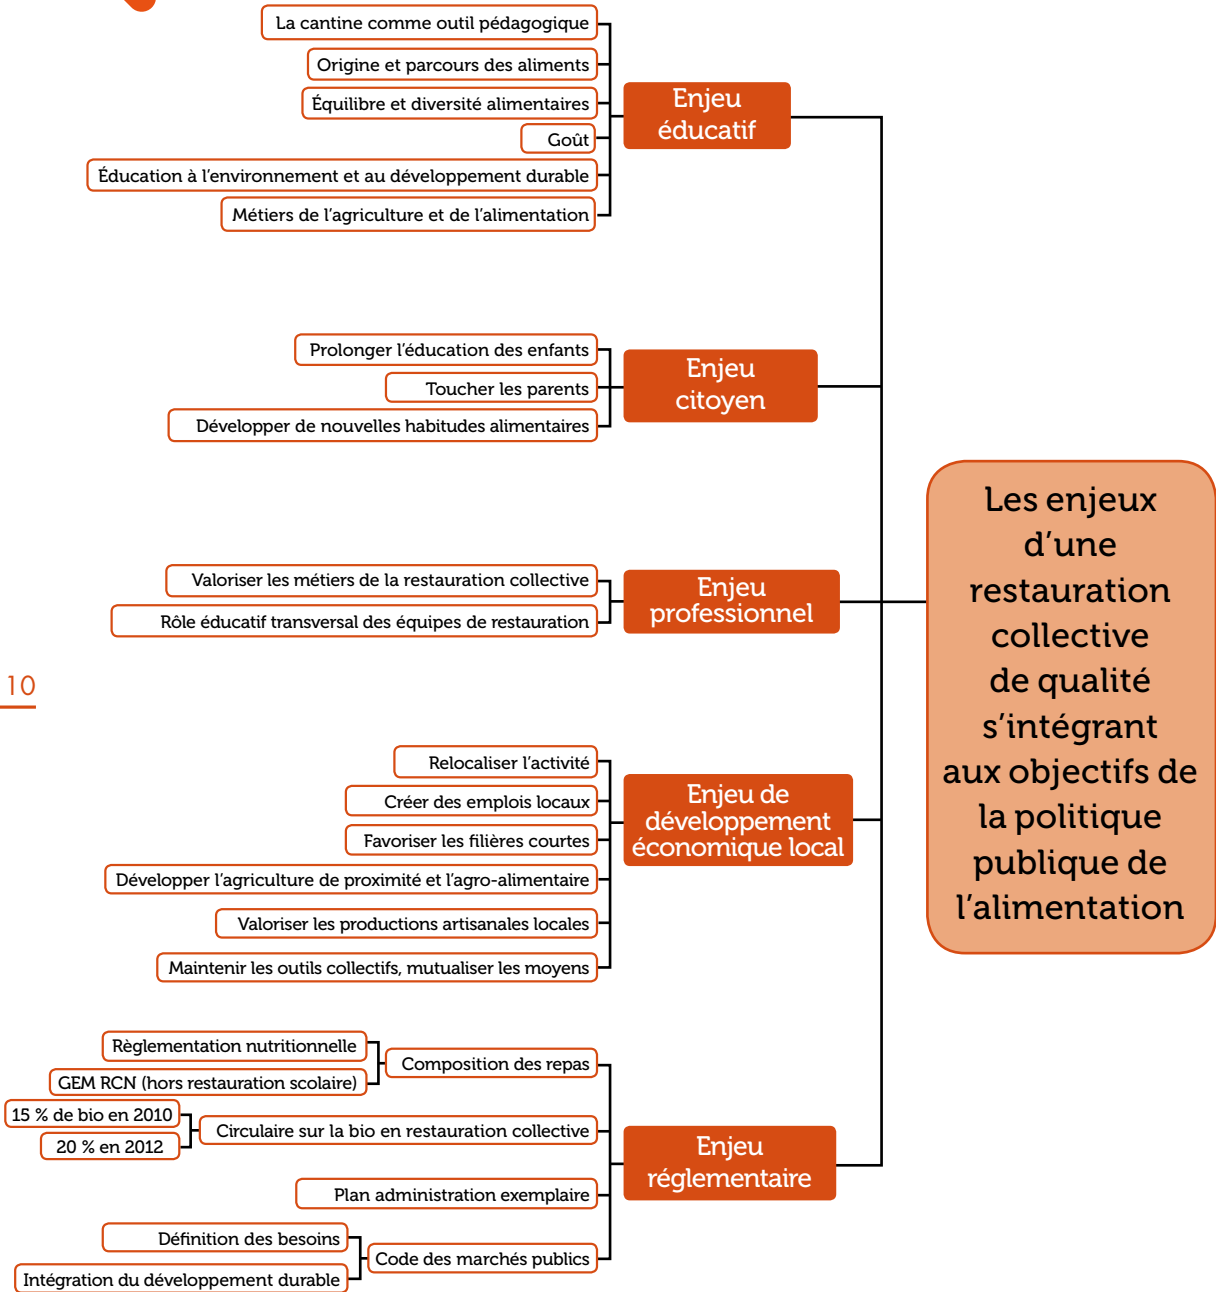 La cantine comme outil pédagogique
Origine et parcours des aliments
Équilibre et diversité alimentaires
Goût
Éducation à l'environnement et au développement durable
Métiers de l'agriculture et de l'alimentation
Enjeu
éducatif
Prolonger l'éducation des enfants
Toucher les parents
Développer de nouvelles habitudes alimentaires
Enjeu
citoyen
Valoriser les métiers de la restauration collective
Rôle éducatif transversal des équipes de restauration
Enjeu
professionnel
10
Relocaliser l'activité
Créer des emplois locaux
Favoriser les filières courtes
Développer l'agriculture de proximité et l'agro-alimentaire
Valoriser les productions artisanales locales
Maintenir les outils collectifs, mutualiser les moyens
Enjeu de
développement
économique local
Règlementation nutritionnelle
GEM RCN (hors restauration scolaire)
Composition des repas
15 % de bio en 2010
20 % en 2012
Circulaire sur la bio en restauration collective
Plan administration exemplaire
Définition des besoins
Intégration du développement durable
Code des marchés publics
Enjeu
réglementaire
Les enjeux
d'une
restauration
collective
de qualité
s'intégrant
aux objectifs de
la politique
publique de
l'alimentation